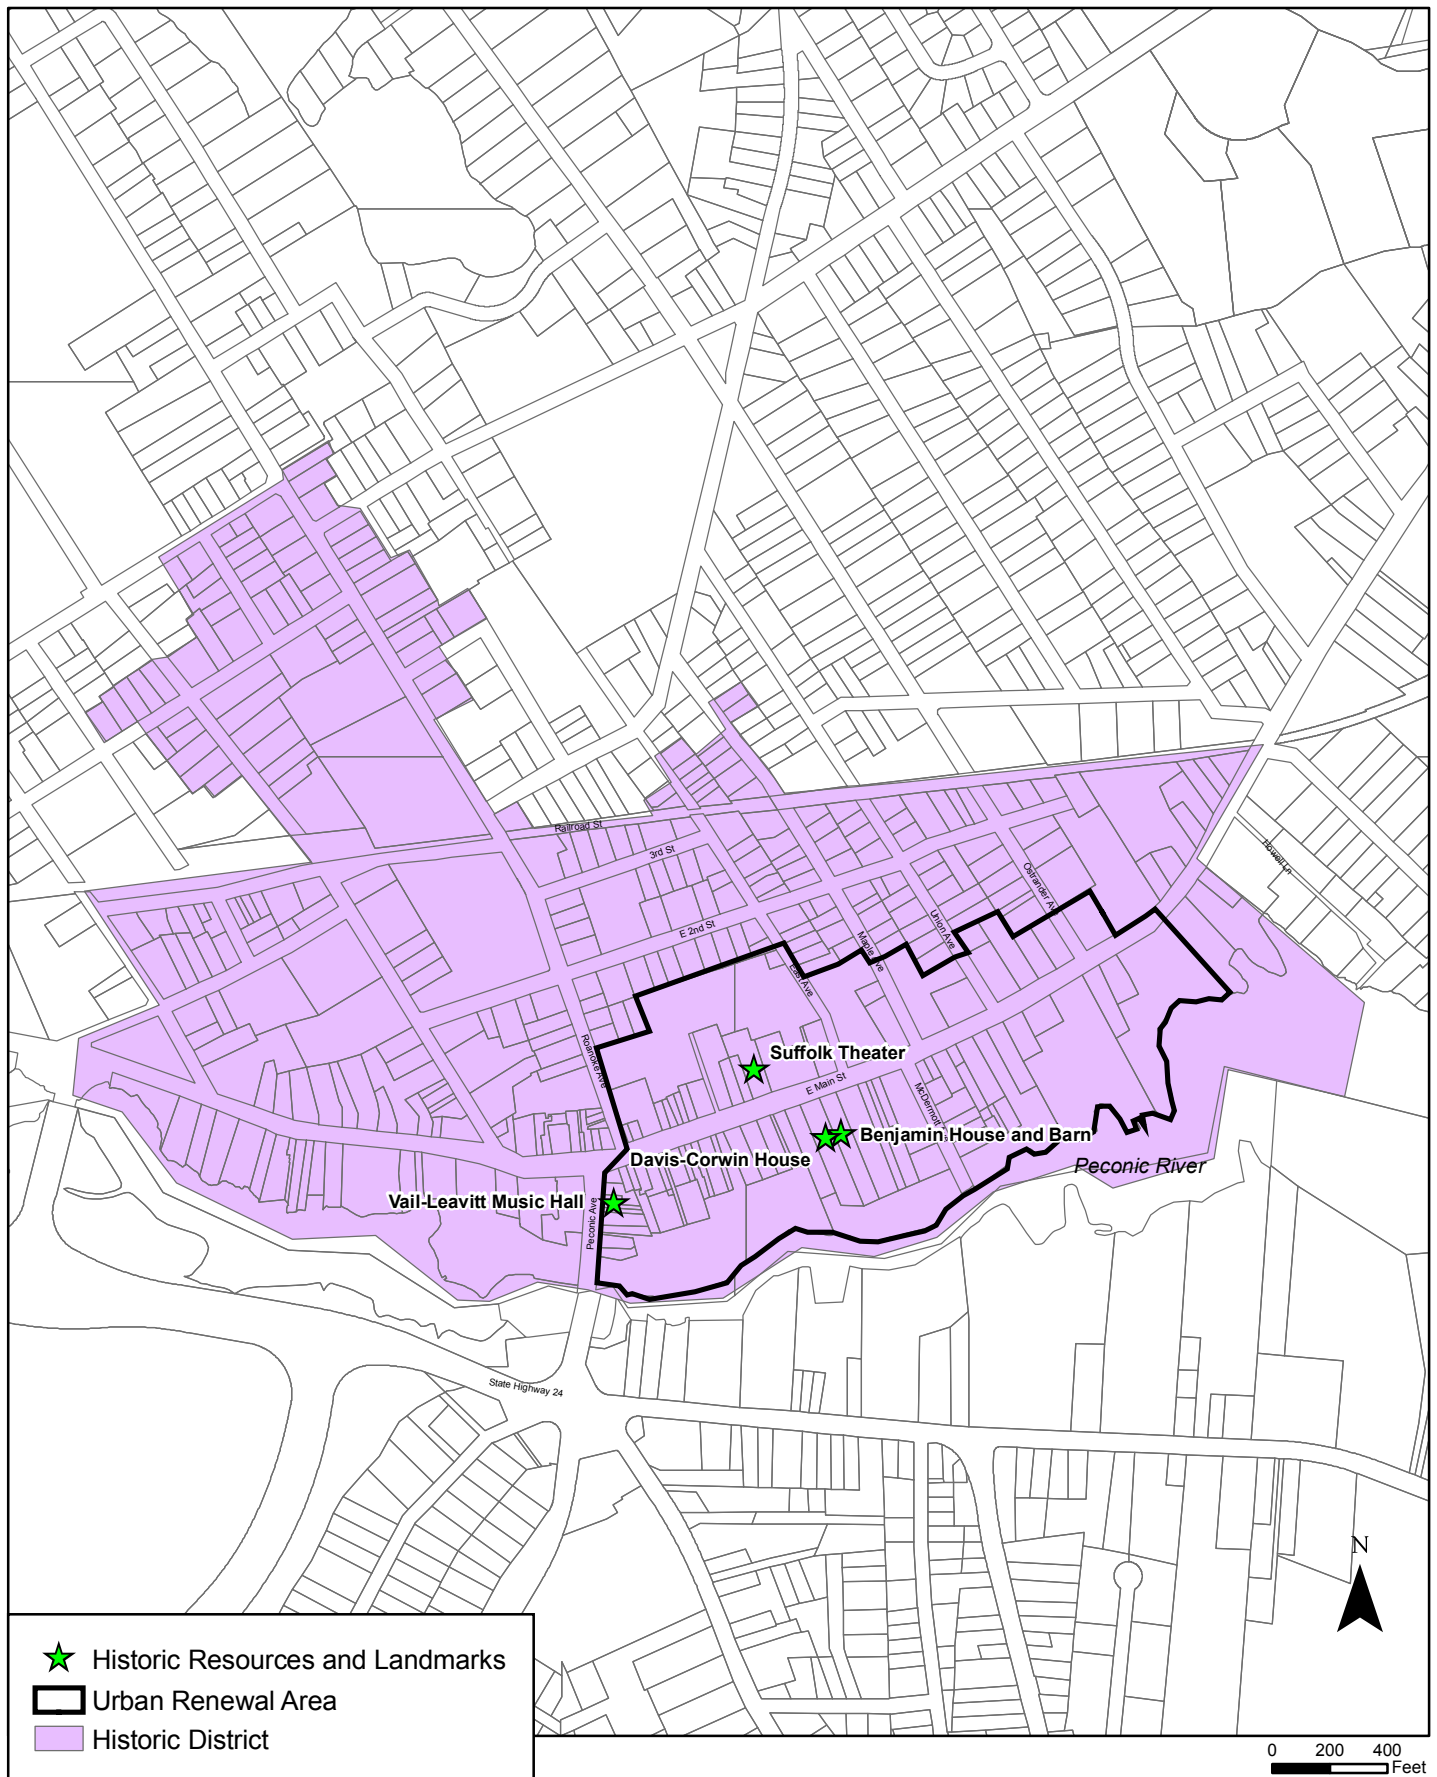 Railroad St
3rd St
Howell Ln
Ostrander Ave
E 2nd St
Union Ave
Maple Ave
East Ave
Roanoke Ave
Suffolk Theater
E Main St
McDermott Ave
Benjamin House and Barn
Davis-Corwin House
Peconic River
Vail-Leavitt Music Hall
Peconic Ave
State Highway 24
N
Historic Resources and Landmarks
Urban Renewal Area
Historic District
0 200 400
Feet